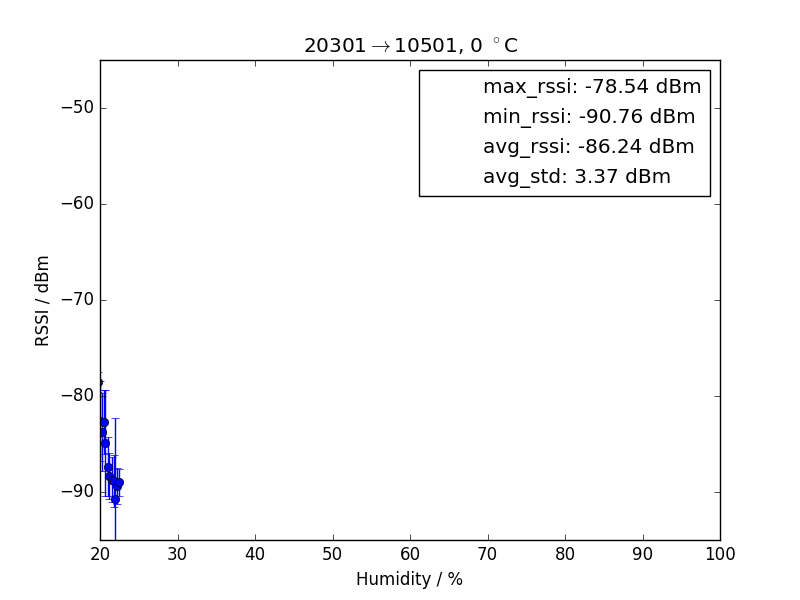 20301→10501, 0 °C
max_rssi: -78.54 dBm
min_rssi: -90.76 dBm
avg_rssi: -86.24 dBm
avg_std: 3.37 dBm
RSSI / dBm
−50
−60
−70
−80
−90
20 30 40 50 60 70 80 90 100
Humidity / %